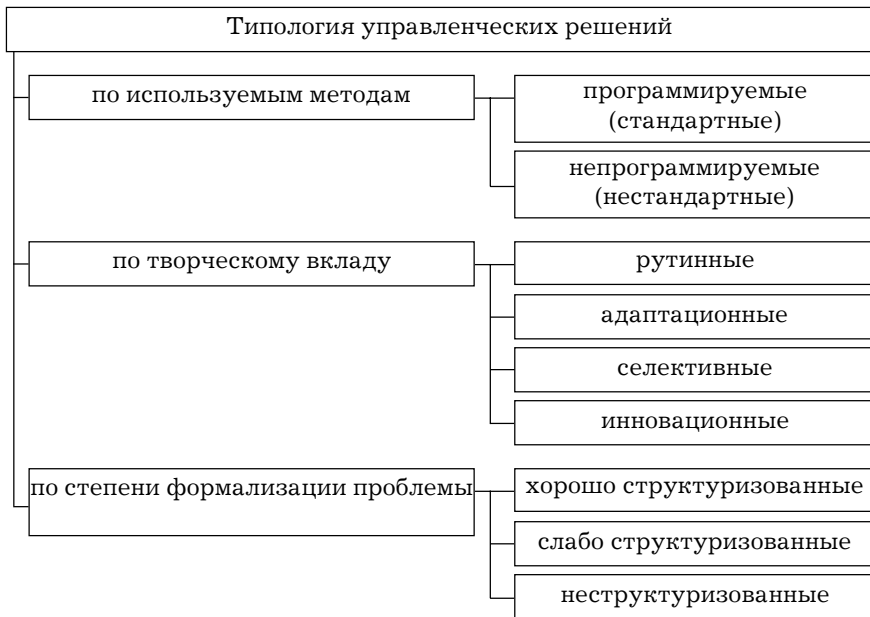 Типология управленческих решений
по используемым методам
программируемые
(стандартные)
непрограммируемые
(нестандартные)
по творческому вкладу
рутинные
адаптационные
селективные
инновационные
по степени формализации проблемы
хорошо структуризованные
слабо структуризованные
неструктуризованные